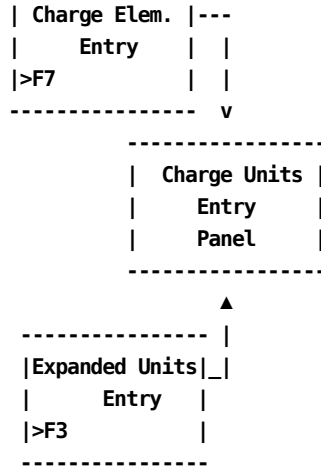 Charge Elem.
Entry
>F7
v
Charge Units
Entry
Panel
Expanded Units
Entry
>F3